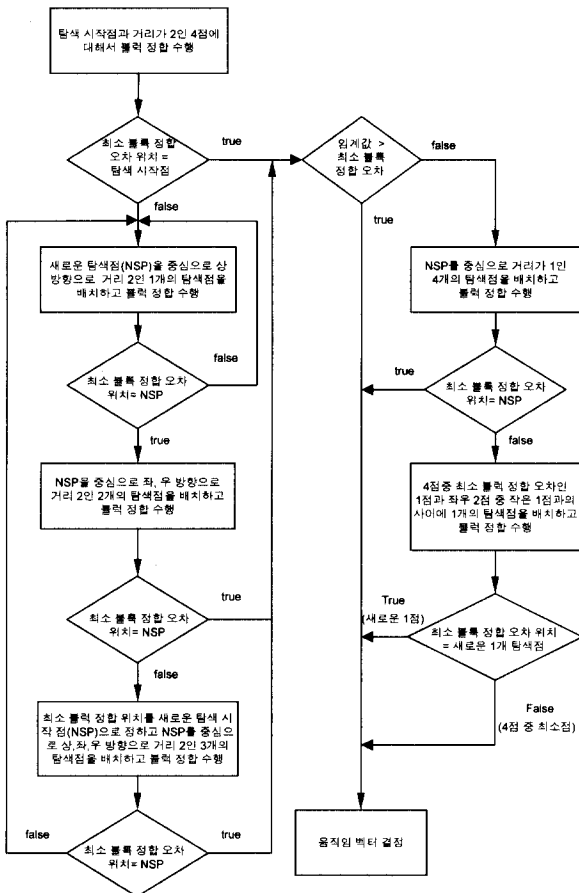 탐색 시작점과 거리가 2인 4점에
대해서 블럭 정합 수행
최소 블록 정합
오차 위치 =
탐색 시작점
true
false
새로운 탐색점(NSP)을 중심으로 상
방향으로 거리 2인 1개의 탐색점을
배치하고 블럭 정합 수행
false
최소 블록 정합 오차
위치= NSP
true
NSP을 중심으로 좌, 우 방향으로
거리 2인 2개의 탐색점을 배치하고
블럭 정합 수행
true
최소 블록 정합 오차
위치= NSP
false
최소 블럭 정합 위치를 새로운 탐색 시
작 점(NSP)으로 정하고 NSP를 중심으
로 상,좌,우 방향으로 거리 2인 3개의
탐색점을 배치하고 블럭 정합 수행
false
true
최소 블록 정합 오차
위치= NSP
임계값 >
최소 블록
정합 오차
false
true
NSP를 중심으로 거리가 1인
4개의 탐색점을 배치하고
블럭 정합 수행
true
최소 블록 정합 오차
위치= NSP
false
4점중 최소 블럭 정합 오차인
1점과 좌우 2점 중 작은 1점과의
사이에 1개의 탐색점을 배치하고
블럭 정합 수행
True
(새로운 1점)
최소 블록 정합 오차 위치
= 새로운 1개 탐색점
False
(4점 중 최소점)
움직임 벡터 결정